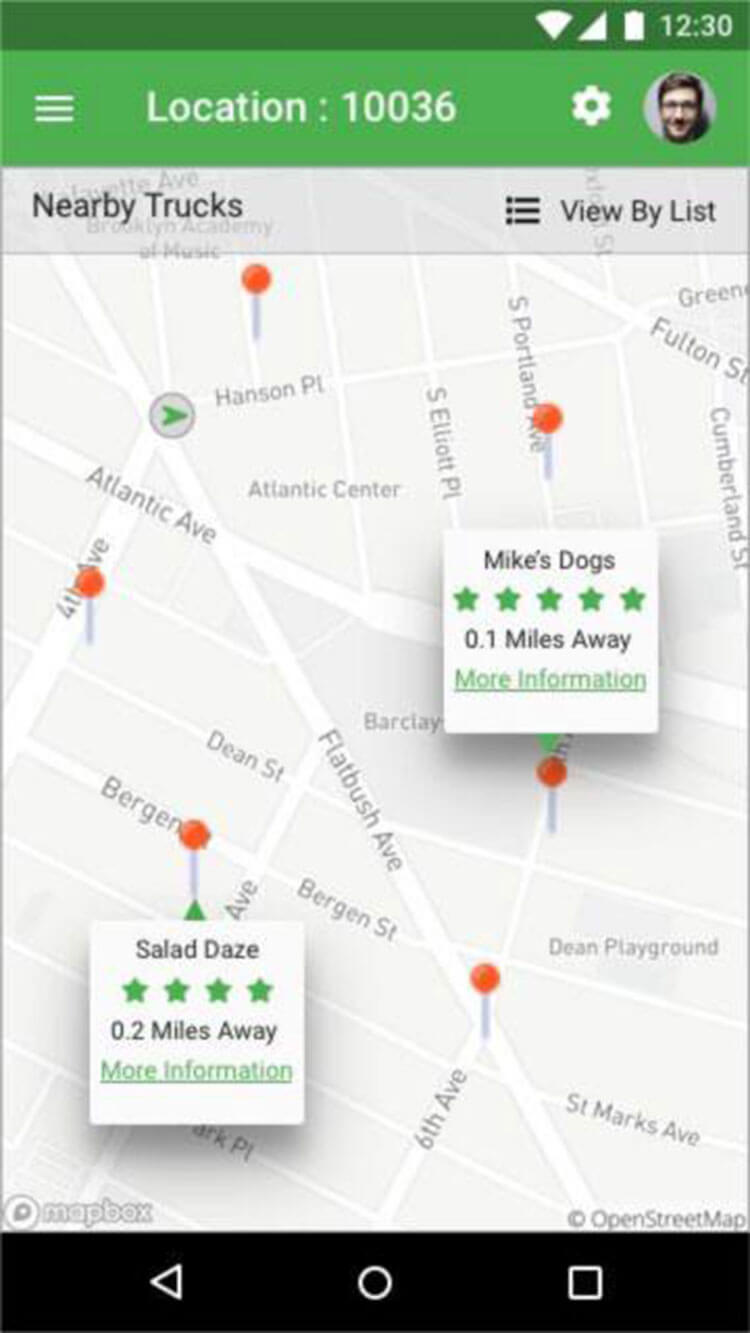 12:30
Location : 10036
Lafayette Ave
Nearby Trucks
View By List
Brooklyn Academy
of Music
Greene
Fulton St
S Portland Ave
Hanson Pl
S Elliott Pl
Cumberland St
Atlantic Center
Atlantic Ave
4th Ave
Mike's Dogs
0.1 Miles Away
More Information
Barclay
Dean St
Flatbush Ave
Bergen
Ave
Bergen St
Dean Playground
Salad Daze
0.2 Miles Away
More Information
6th Ave
St Marks Ave
ark Pl
mapbox
© OpenStreetMap